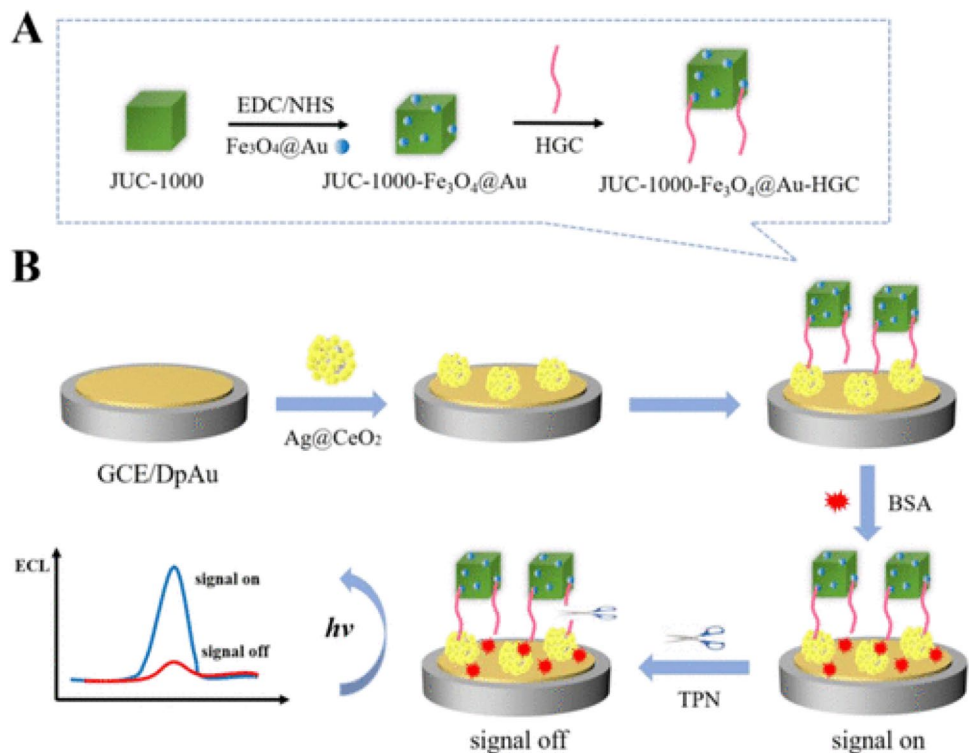 A
EDC/NHS
Fe₃O₄@Au
HGC
JUC-1000
JUC-1000-Fe₃O₄@Au
JUC-1000-Fe₃O₄@Au-HGC
B
Ag@CeO₂
GCE/DpAu
BSA
ECL
signal on
signal off
hv
TPN
signal off
signal on